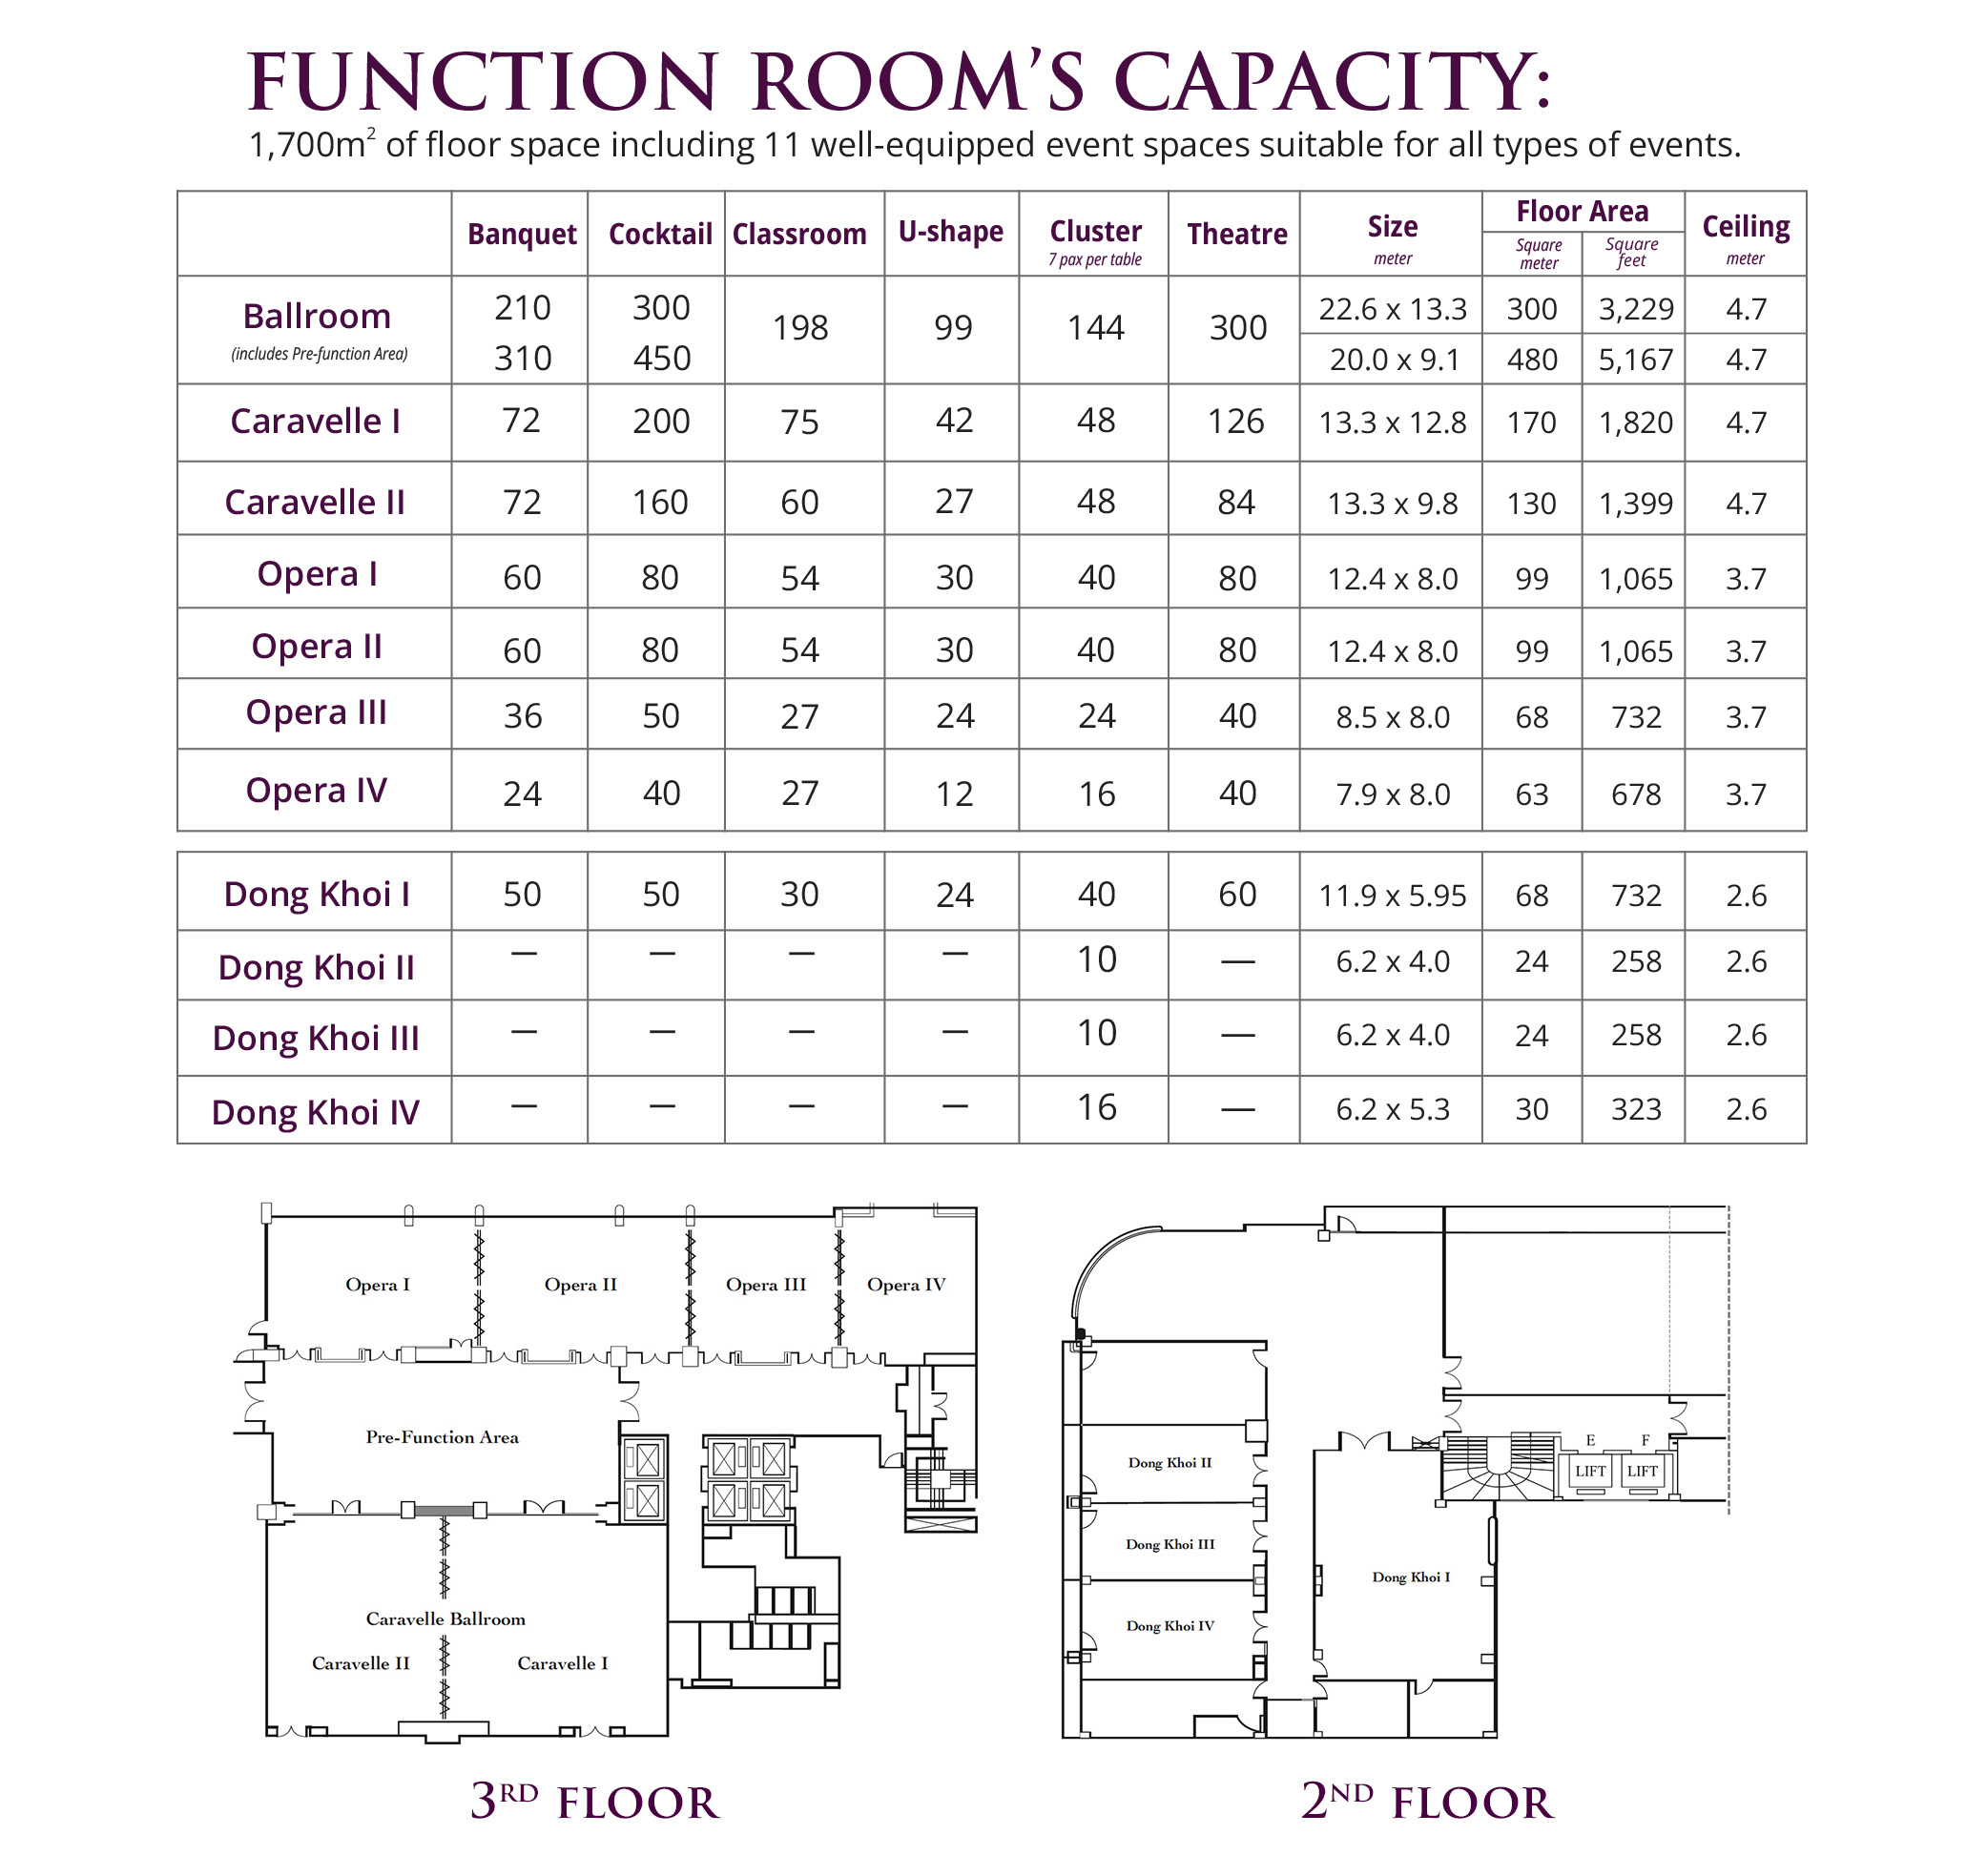 FUNCTION ROOM'S CAPACITY:
1,700m² of floor space including 11 well-equipped event spaces suitable for all types of events.
Banquet Cocktail Classroom U-shape Cluster Theatre Size Floor Area Ceiling
7 pax per table meter Square meter Square feet meter
Ballroom 210 300 198 99 144 300 22.6 x 13.3 300 3,229 4.7
(includes Pre-function Area) 310 450 20.0 x 9.1 480 5,167 4.7
Caravelle I 72 200 75 42 48 126 13.3 x 12.8 170 1,820 4.7
Caravelle II 72 160 60 27 48 84 13.3 x 9.8 130 1,399 4.7
Opera I 60 80 54 30 40 80 12.4 x 8.0 99 1,065 3.7
Opera II 60 80 54 30 40 80 12.4 x 8.0 99 1,065 3.7
Opera III 36 50 27 24 24 40 8.5 x 8.0 68 732 3.7
Opera IV 24 40 27 12 16 40 7.9 x 8.0 63 678 3.7
Dong Khoi I 50 50 30 24 40 60 11.9 x 5.95 68 732 2.6
Dong Khoi II — — — — 10 — 6.2 x 4.0 24 258 2.6
Dong Khoi III — — — — 10 — 6.2 x 4.0 24 258 2.6
Dong Khoi IV — — — — 16 — 6.2 x 5.3 30 323 2.6
Opera I Opera II Opera III Opera IV
Pre-Function Area
Caravelle Ballroom
Caravelle II Caravelle I
3RD FLOOR
E F
LIFT LIFT
Dong Khoi II
Dong Khoi III
Dong Khoi I
Dong Khoi IV
2ND FLOOR